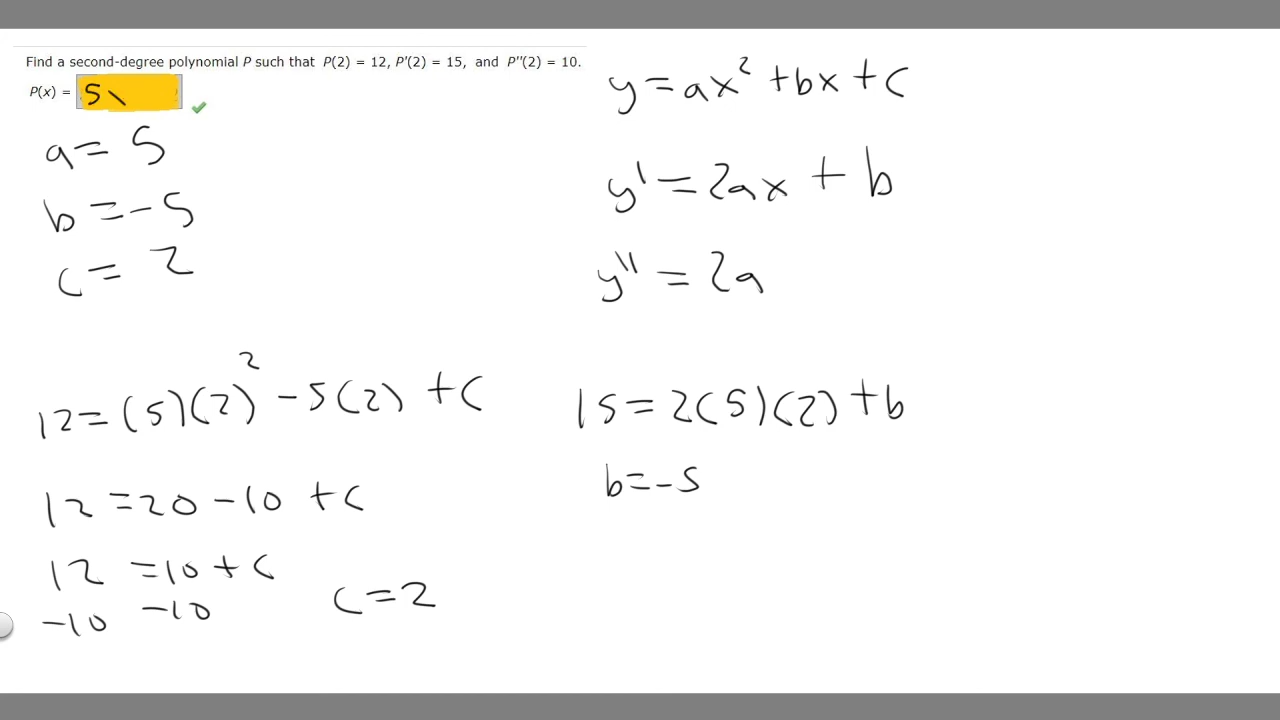 Find a second-degree polynomial P such that P(2) = 12, P'(2) = 15, and P''(2) = 10.
P(x) = 5
a = 5
b = -5
c = 2
12 = (5)(2)² - 5(2) + c
12 = 20 - 10 + c
12 = 10 + c
-10 -10
c = 2
y = ax² + bx + c
y' = 2ax + b
y'' = 2a
15 = 2(5)(2) + b
b = -5